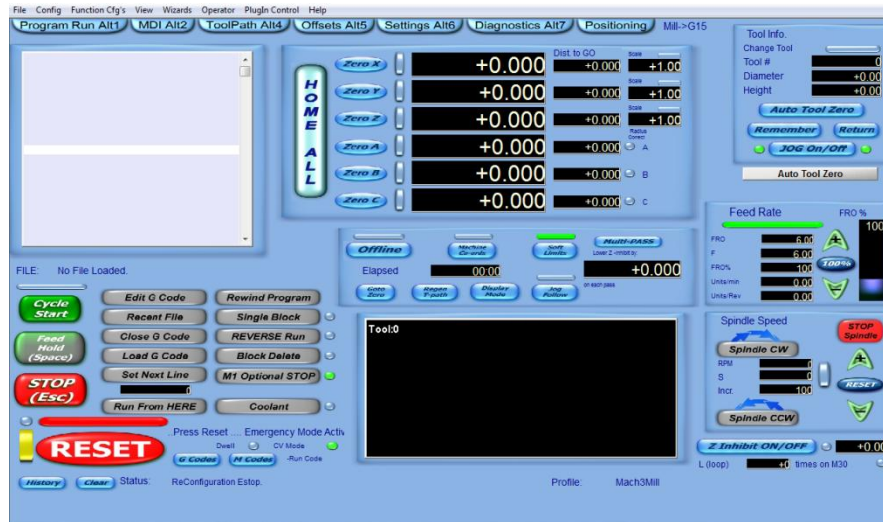 File Config Function Cfg's View Wizards Operator PlugIn Control Help
Program Run Alt1 MDI Alt2 ToolPath Alt4 Offsets Alt5 Settings Alt6 Diagnostics Alt7 Positioning Mill->G15
Tool Info.
Change Tool
Tool # 0
Diameter +0.00
Height +0.00
Auto Tool Zero
Remember Return
JOG On/Off
Auto Tool Zero
HOME ALL
Dist. to GO
Zero X +0.000 +0.000 Scale +1.00
Zero Y +0.000 +0.000 Scale +1.00
Zero Z +0.000 +0.000 Scale +1.00
Radius Correct
Zero A +0.000 +0.000 A
Zero B +0.000 +0.000 B
Zero C +0.000 +0.000 C
FILE: No File Loaded.
Offline
Machine Co-ords
Soft Limits
Multi-PASS
Lower Z -inhibit by
+0.000
on each pass
Elapsed 00:00
Goto Zero
Regen T-path
Display Mode
Jog Follow
Feed Rate
FRO %
100
FRO 6.00
F 6.00
FRO% 100
Units/min 0.00
Units/Rev 0.00
100%
Cycle Start
Feed Hold (Space)
STOP (Esc)
Edit G Code
Rewind Program
Recent File
Single Block
Close G Code
REVERSE Run
Load G Code
Block Delete
Set Next Line
M1 Optional STOP
0
Run From HERE
Coolant
RESET
..Press Reset .... Emergency Mode Activ
Dwell
CV Mode
G Codes
M Codes
-Run Code
Tool:0
Spindle Speed
STOP Spindle
Spindle CW
RPM 0
S 0
Incr. 100
RESET
Spindle CCW
Z Inhibit ON/OFF +0.00
L (loop) +0 times on M30
History Clear Status: ReConfiguration Estop.
Profile: Mach3Mill